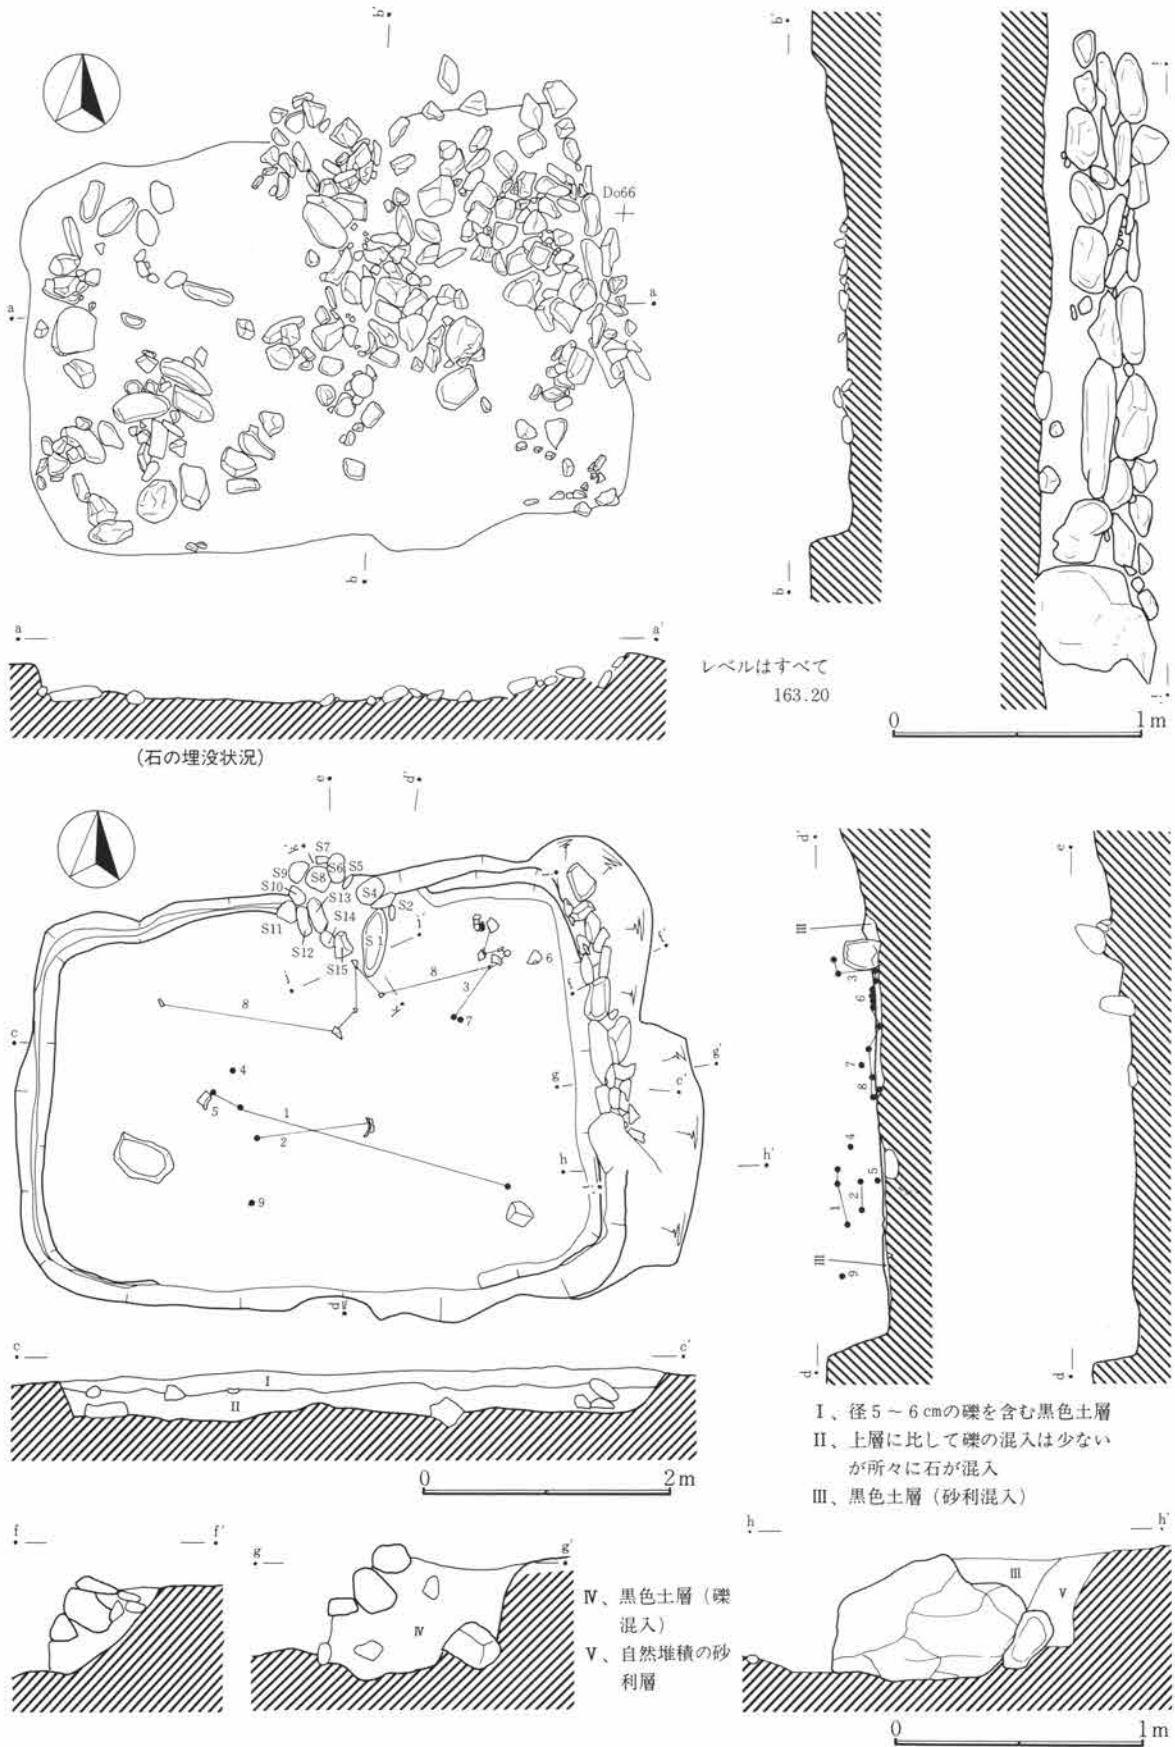 b'
Do66
a
a
b
a
a'
(石の埋没状況)
b'
b
レベルはすべて
163.20
0 1m
e
d'
S7
S9
S8
S6
S5
S10
S13
S4
S2
S11
S14
S12
S1
S15
i'
6
8
3
7
8
c
4
5
1
2
9
g
g'
c'
h
h'
d
c
c'
I
II
0 2m
d'
e
III
3
6
7
8
4
5
2
1
III
9
d
d
I、径5～6cmの礫を含む黒色土層
II、上層に比して礫の混入は少ない
が所々に石が混入
III、黒色土層(砂利混入)
f
f'
g
g'
IV
IV、黒色土層(礫
混入)
V、自然堆積の砂
利層
h
h'
III
V
0 1m